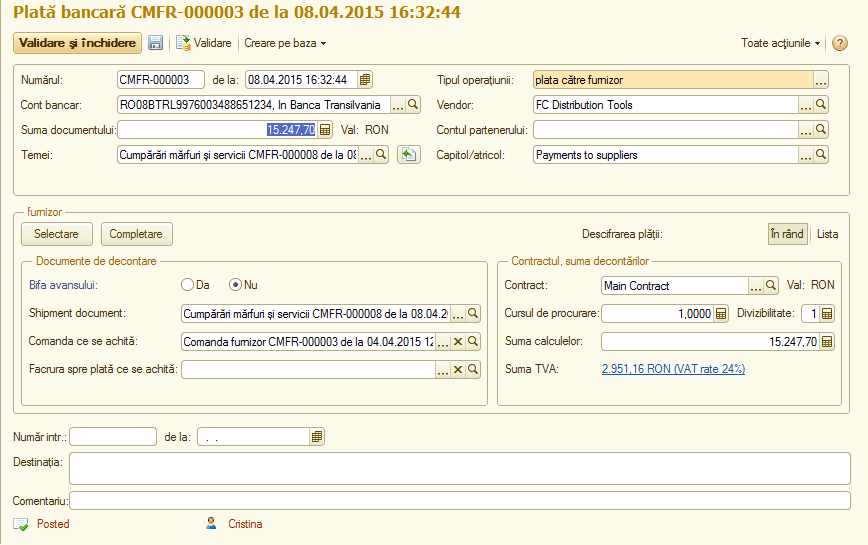 Plată bancară CMFR-000003 de la 08.04.2015 16:32:44
Validare și închidere Validare Creare pe baza Toate acțiunile ?
Numărul: CMFR-000003 de la: 08.04.2015 16:32:44 Tipul operațiunii: plata către furnizor ...
Cont bancar: RO08BTRL9976003488651234, In Banca Transilvania ... Vendor: FC Distribution Tools ...
Suma documentului: 15.247,70 Val: RON Contul partenerului: ...
Temei: Cumpărări mărfuri și servicii CMFR-000008 de la 08 ... Capitol/atricol: Payments to suppliers ...
furnizor
Selectare Completare Descifrarea plății: În rând Lista
Documente de decontare
Bifa avansului: Da Nu
Shipment document: Cumpărări mărfuri și servicii CMFR-000008 de la 08.04.20 ...
Comanda ce se achită: Comanda furnizor CMFR-000003 de la 04.04.2015 12 ...
Facrura spre plată ce se achită: ...
Contractul, suma decontărilor
Contract: Main Contract ... Val: RON
Cursul de procurare: 1,0000 Divizibilitate: 1
Suma calculelor: 15.247,70
Suma TVA: 2.951,16 RON (VAT rate 24%)
Număr intr.: de la: . .
Destinația:
Comentariu:
Posted Cristina